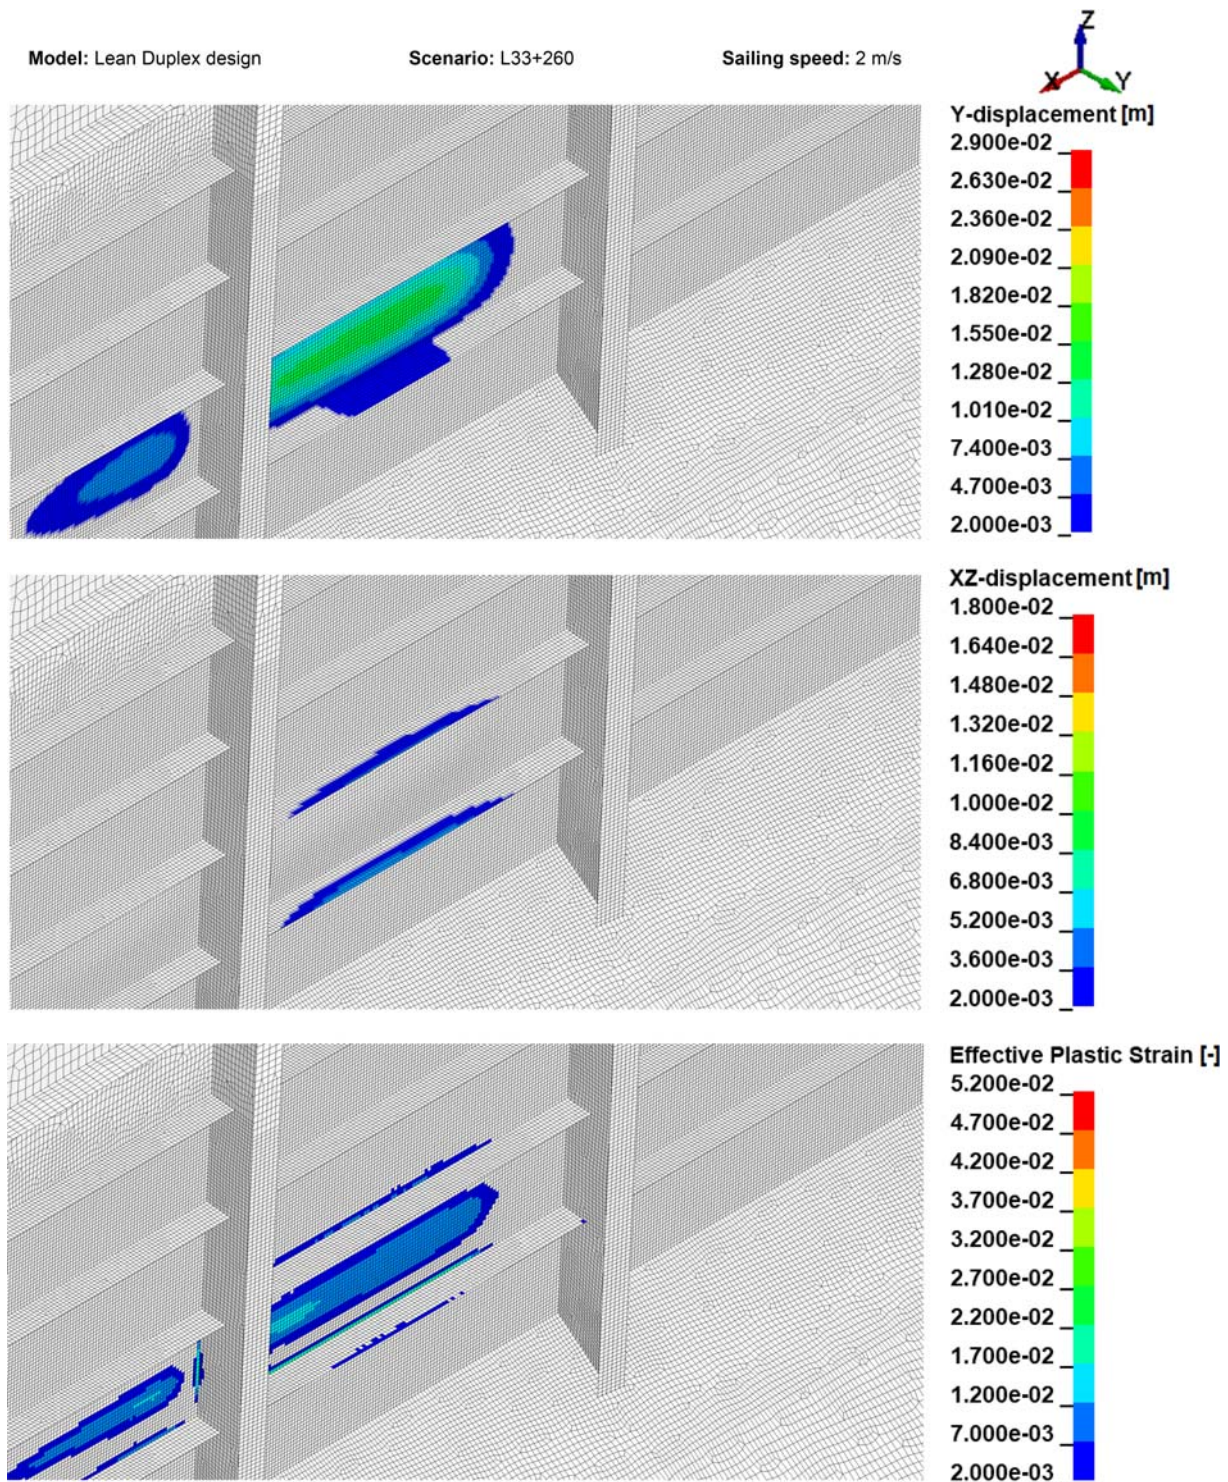 Z
Model: Lean Duplex design Scenario: L33+260 Sailing speed: 2 m/s
X Y
Y-displacement [m]
2.900e-02
2.630e-02
2.360e-02
2.090e-02
1.820e-02
1.550e-02
1.280e-02
1.010e-02
7.400e-03
4.700e-03
2.000e-03
XZ-displacement [m]
1.800e-02
1.640e-02
1.480e-02
1.320e-02
1.160e-02
1.000e-02
8.400e-03
6.800e-03
5.200e-03
3.600e-03
2.000e-03
Effective Plastic Strain [-]
5.200e-02
4.700e-02
4.200e-02
3.700e-02
3.200e-02
2.700e-02
2.200e-02
1.700e-02
1.200e-02
7.000e-03
2.000e-03